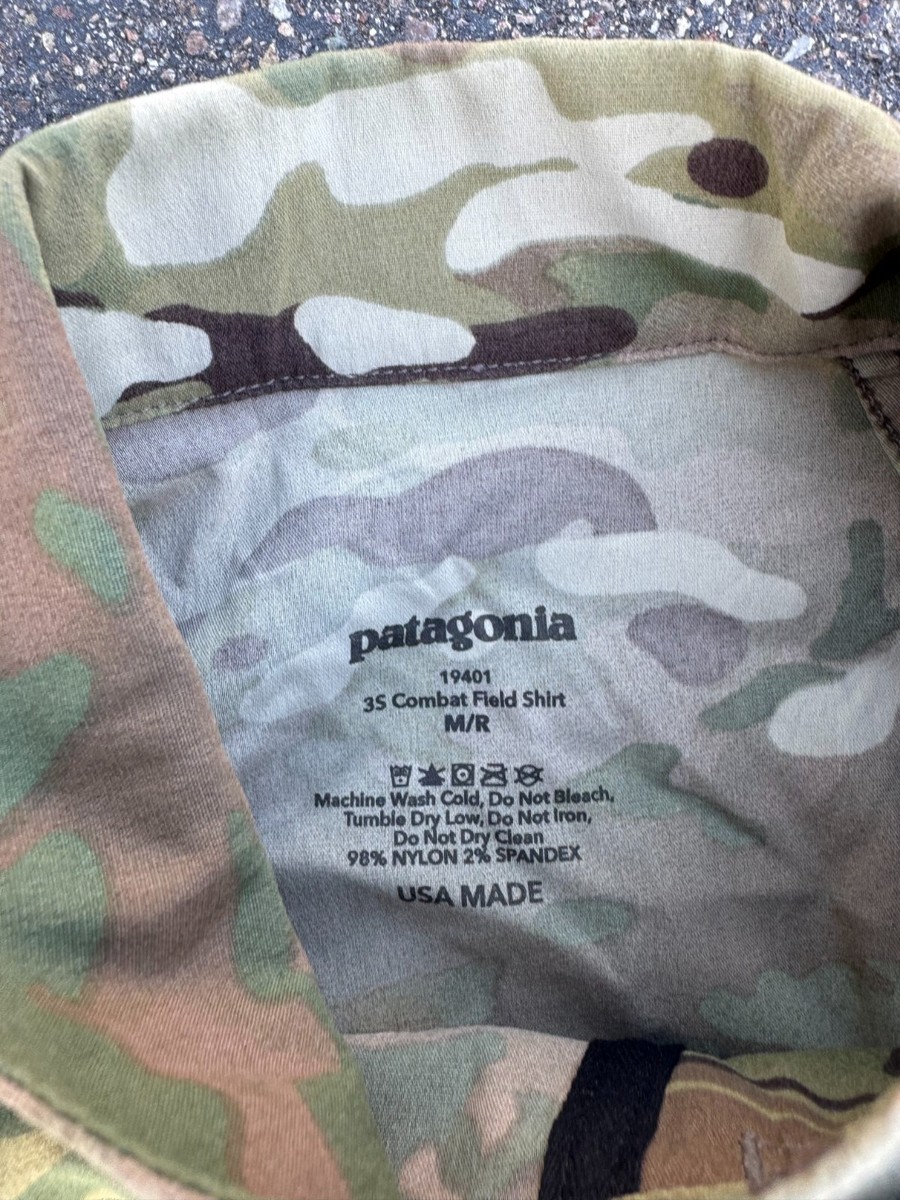 patagonia
19401
3S Combat Field Shirt
M/R
Machine Wash Cold, Do Not Bleach,
Tumble Dry Low, Do Not Iron,
Do Not Dry Clean
98% NYLON 2% SPANDEX
USA MADE